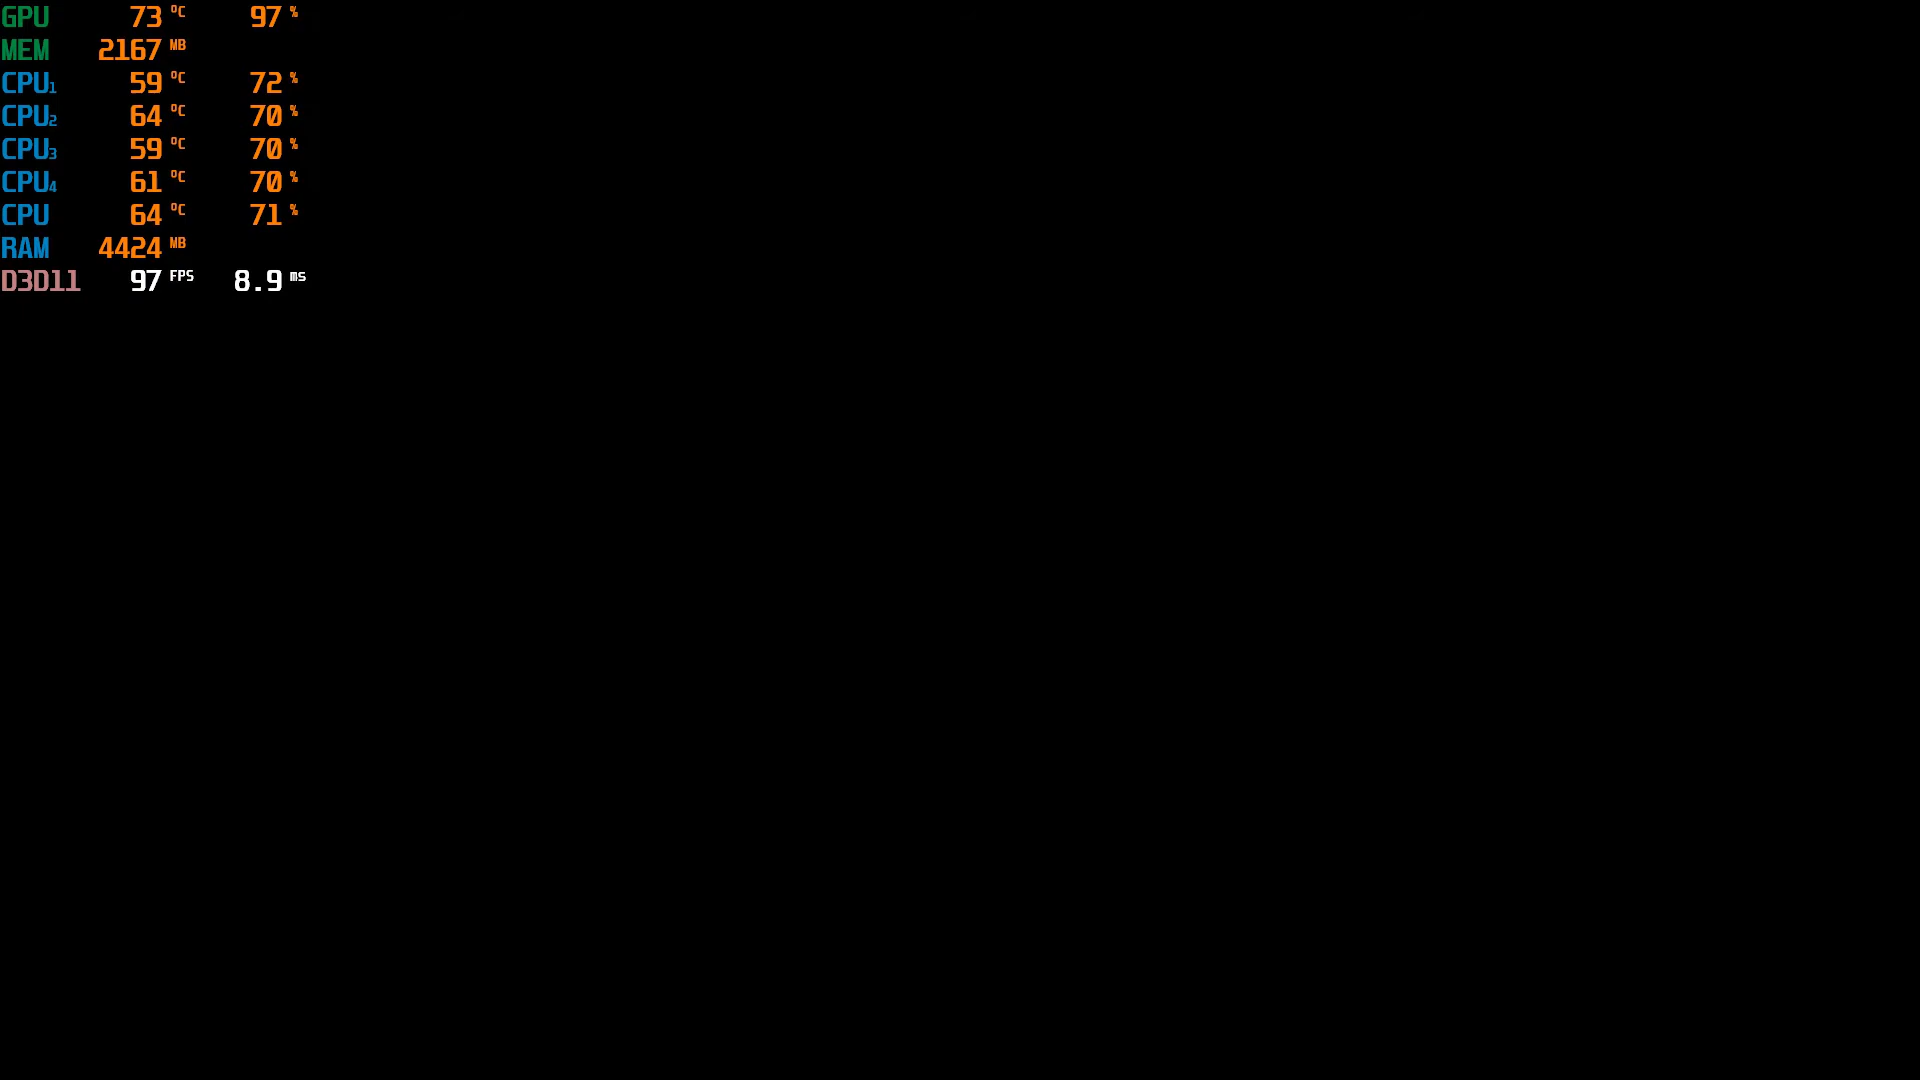 GPU 73 °C 97 %
MEM 2167 MB
CPU1 59 °C 72 %
CPU2 64 °C 70 %
CPU3 59 °C 70 %
CPU4 61 °C 70 %
CPU 64 °C 71 %
RAM 4424 MB
D3D11 97 FPS 8.9 ms